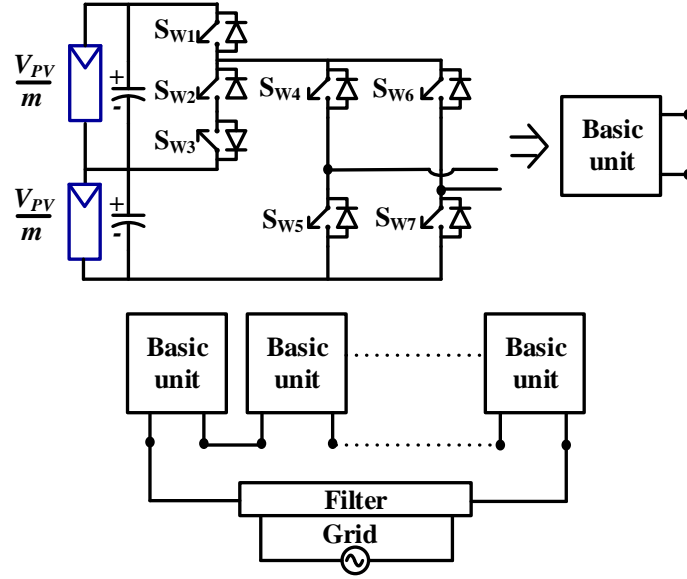 V_PV/m
+
-
S_W1
S_W2
S_W3
S_W4
S_W6
Basic unit
V_PV/m
+
-
S_W5
S_W7
Basic unit
Basic unit
Basic unit
Filter
Grid